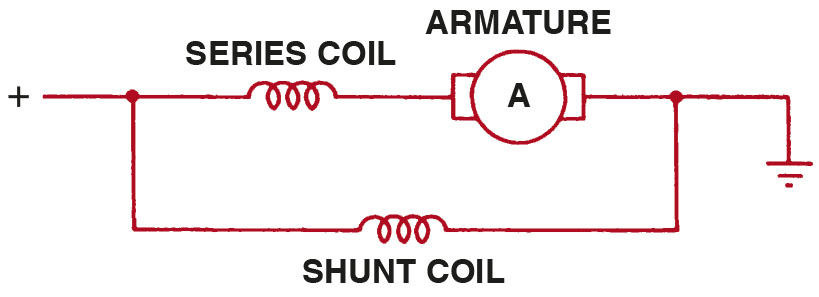 ARMATURE
SERIES COIL
+
A
SHUNT COIL